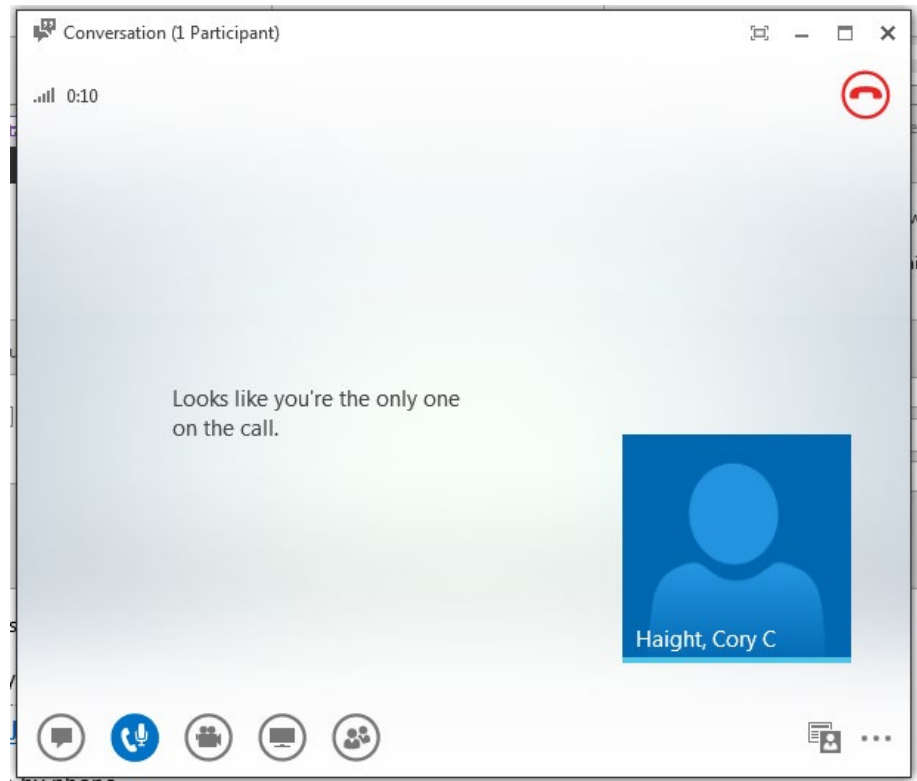 Conversation (1 Participant)
0:10
Looks like you're the only one
on the call.
Haight, Cory C